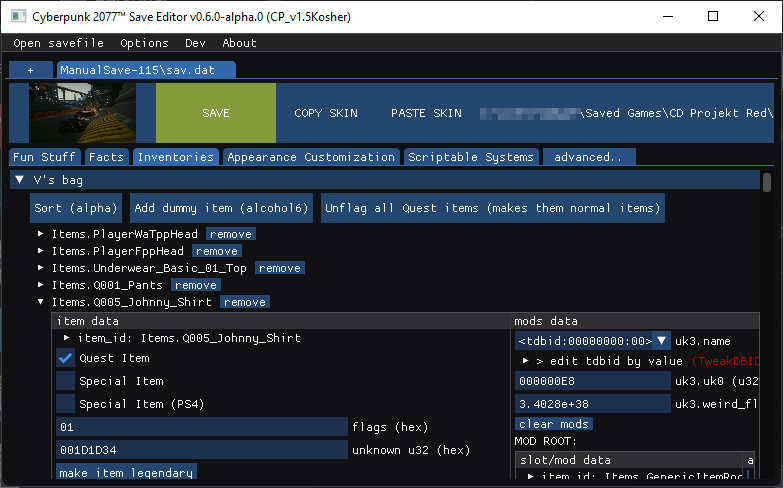 Cyberpunk 2077™ Save Editor v0.6.0-alpha.0 (CP_v1.5Kosher)
Open savefile Options Dev About
+ ManualSave-115\sav.dat
SAVE COPY SKIN PASTE SKIN \Saved Games\CD Projekt Red\
Fun Stuff Facts Inventories Appearance Customization Scriptable Systems advanced..
V's bag
Sort (alpha) Add dummy item (alcohol6) Unflag all Quest items (makes them normal items)
Items.PlayerWaTppHead remove
Items.PlayerFppHead remove
Items.Underwear_Basic_01_Top remove
Items.Q001_Pants remove
Items.Q005_Johnny_Shirt remove
item data mods data
item_id: Items.Q005_Johnny_Shirt <tdbid:00000000:00> uk3.name
Quest Item > edit tdbid by value (TweakDBID
Special Item 000000E8 uk3.uk0 (u32
Special Item (PS4) 3.4028e+38 uk3.weird_fl
01 flags (hex) clear mods
001D1D34 unknown u32 (hex) MOD ROOT:
make item legendary slot/mod data a
item_id: Items.GenericItemRoo